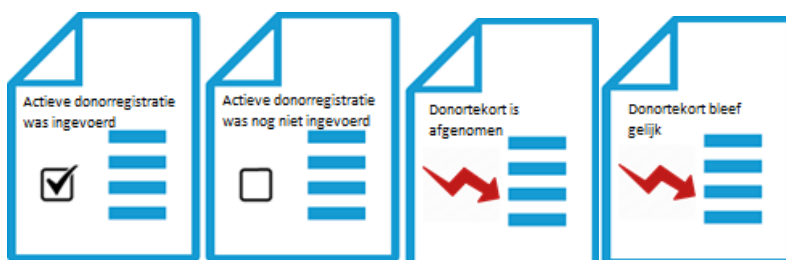 Actieve donorregistratie
was ingevoerd
Actieve donorregistratie
was nog niet ingevoerd
Donortekort is
afgenomen
Donortekort bleef
gelijk